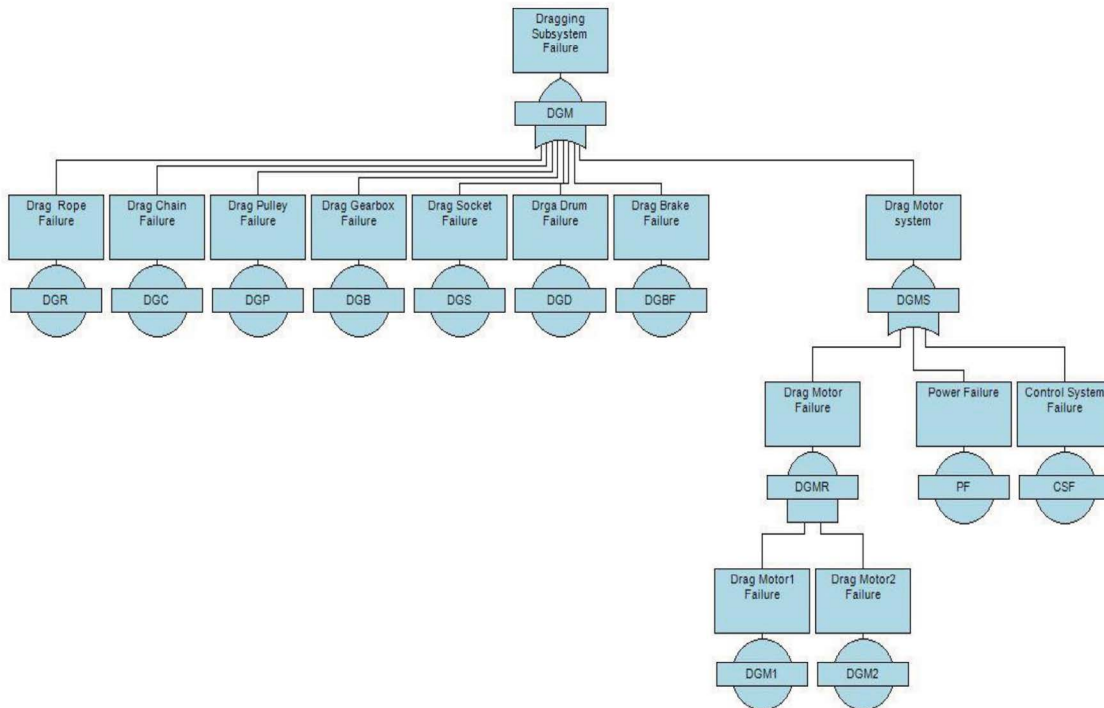 Dragging
Subsystem
Failure
DGM
Drag Rope
Failure
Drag Chain
Failure
Drag Pulley
Failure
Drag Gearbox
Failure
Drag Socket
Failure
Drga Drum
Failure
Drag Brake
Failure
Drag Motor
system
DGR
DGC
DGP
DGB
DGS
DGD
DGBF
DGMS
Drag Motor
Failure
Power Failure
Control System
Failure
DGMR
PF
CSF
Drag Motor1
Failure
Drag Motor2
Failure
DGM1
DGM2